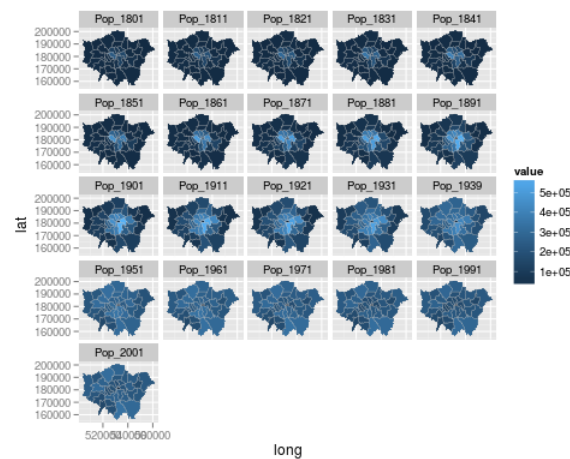 Pop_1801 Pop_1811 Pop_1821 Pop_1831 Pop_1841
200000
190000
180000
170000
160000
Pop_1851 Pop_1861 Pop_1871 Pop_1881 Pop_1891
200000
190000
180000
170000
160000
Pop_1901 Pop_1911 Pop_1921 Pop_1931 Pop_1939
200000
190000
180000
170000
160000
Pop_1951 Pop_1961 Pop_1971 Pop_1981 Pop_1991
200000
190000
180000
170000
160000
Pop_2001
200000
190000
180000
170000
160000
520000 540000 560000
lat
long
value
5e+05
4e+05
3e+05
2e+05
1e+05